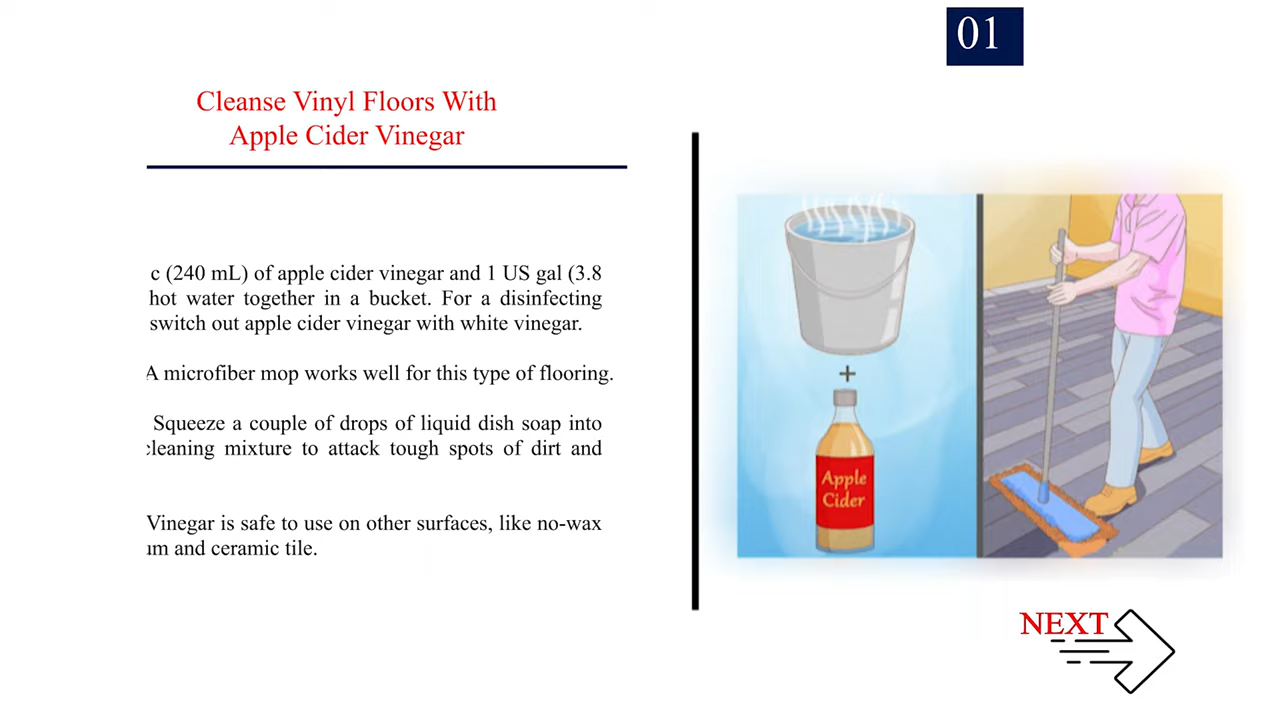 01
Cleanse Vinyl Floors With
Apple Cider Vinegar
c (240 mL) of apple cider vinegar and 1 US gal (3.8
hot water together in a bucket. For a disinfecting
switch out apple cider vinegar with white vinegar.
A microfiber mop works well for this type of flooring.
Squeeze a couple of drops of liquid dish soap into
cleaning mixture to attack tough spots of dirt and
Vinegar is safe to use on other surfaces, like no-wax
um and ceramic tile.
+
Apple
Cider
NEXT